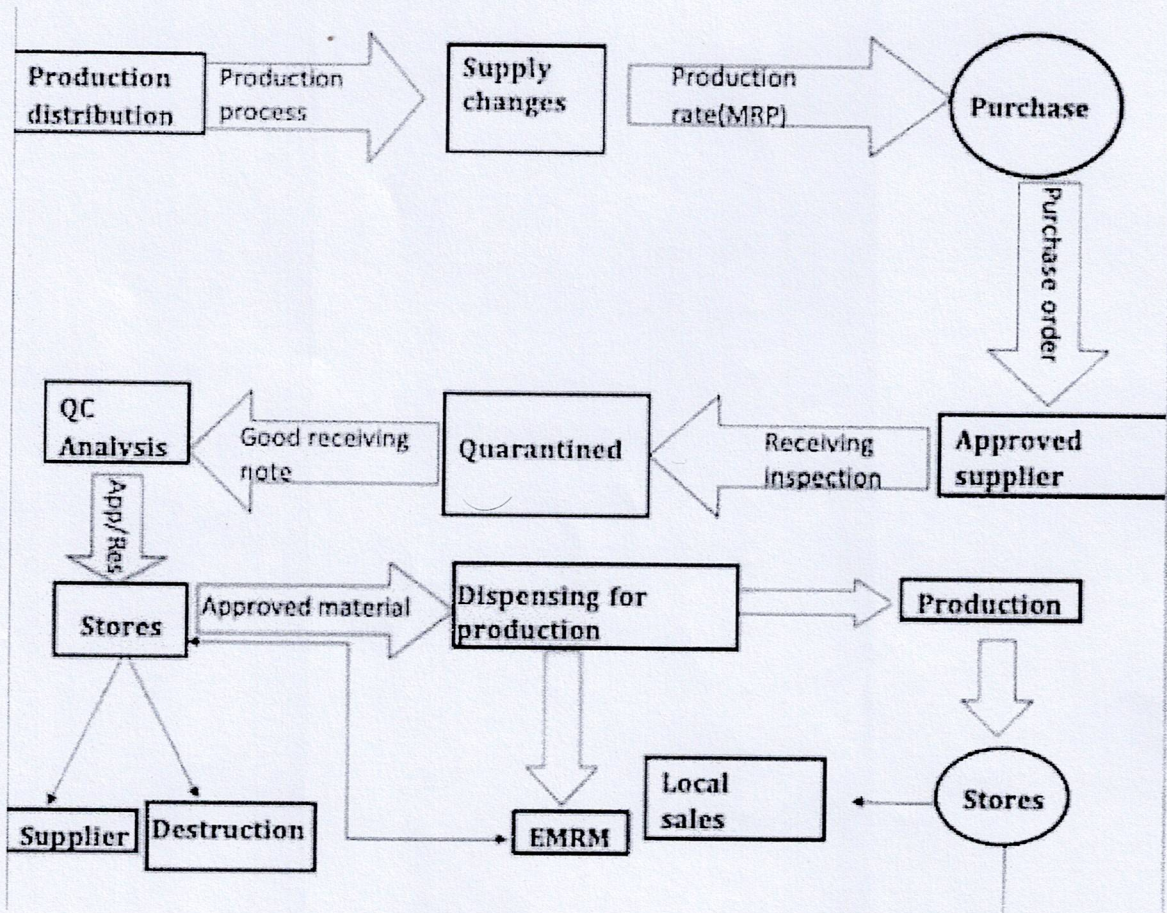 Production
distribution
Production
process
Supply
changes
Production
rate(MRP)
Purchase
Purchase order
Approved
supplier
Receiving
inspection
Quarantined
Good receiving
note
QC
Analysis
App/Res
Stores
Approved material
Dispensing for
production
Production
Stores
Local
sales
EMRM
Destruction
Supplier